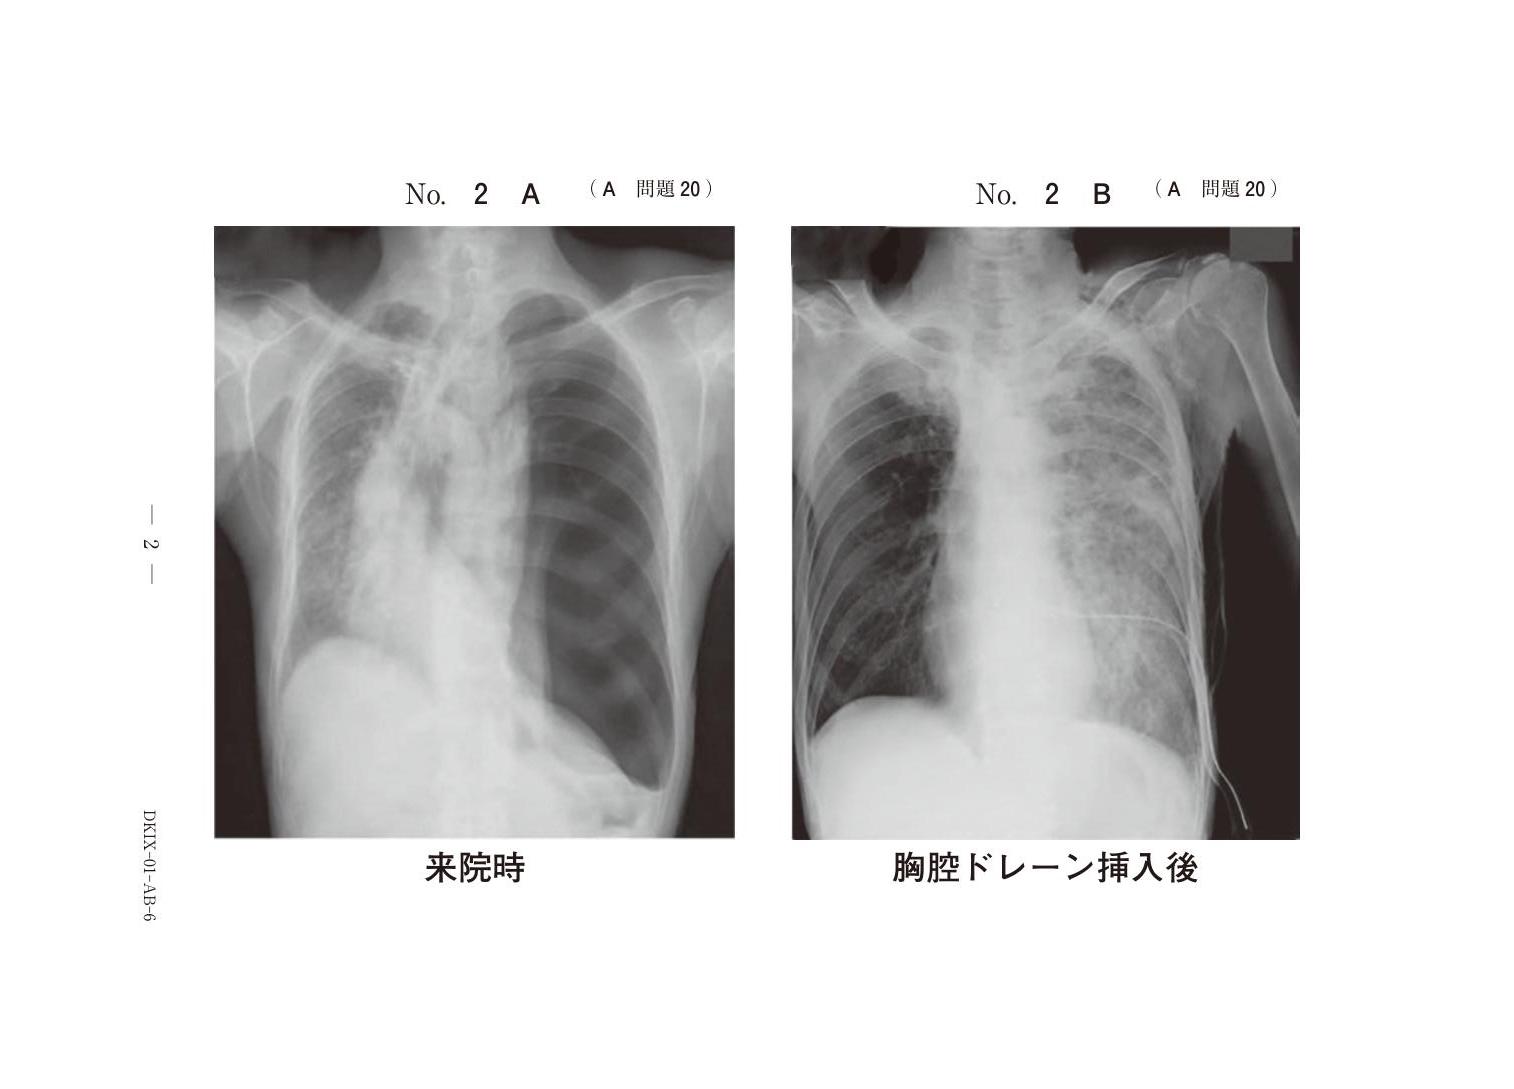 No. 2 A (A 問題 20)
No. 2 B (A 問題 20)
来院時
胸腔ドレーン挿入後
— 2 —
DKIX-01-AB-6